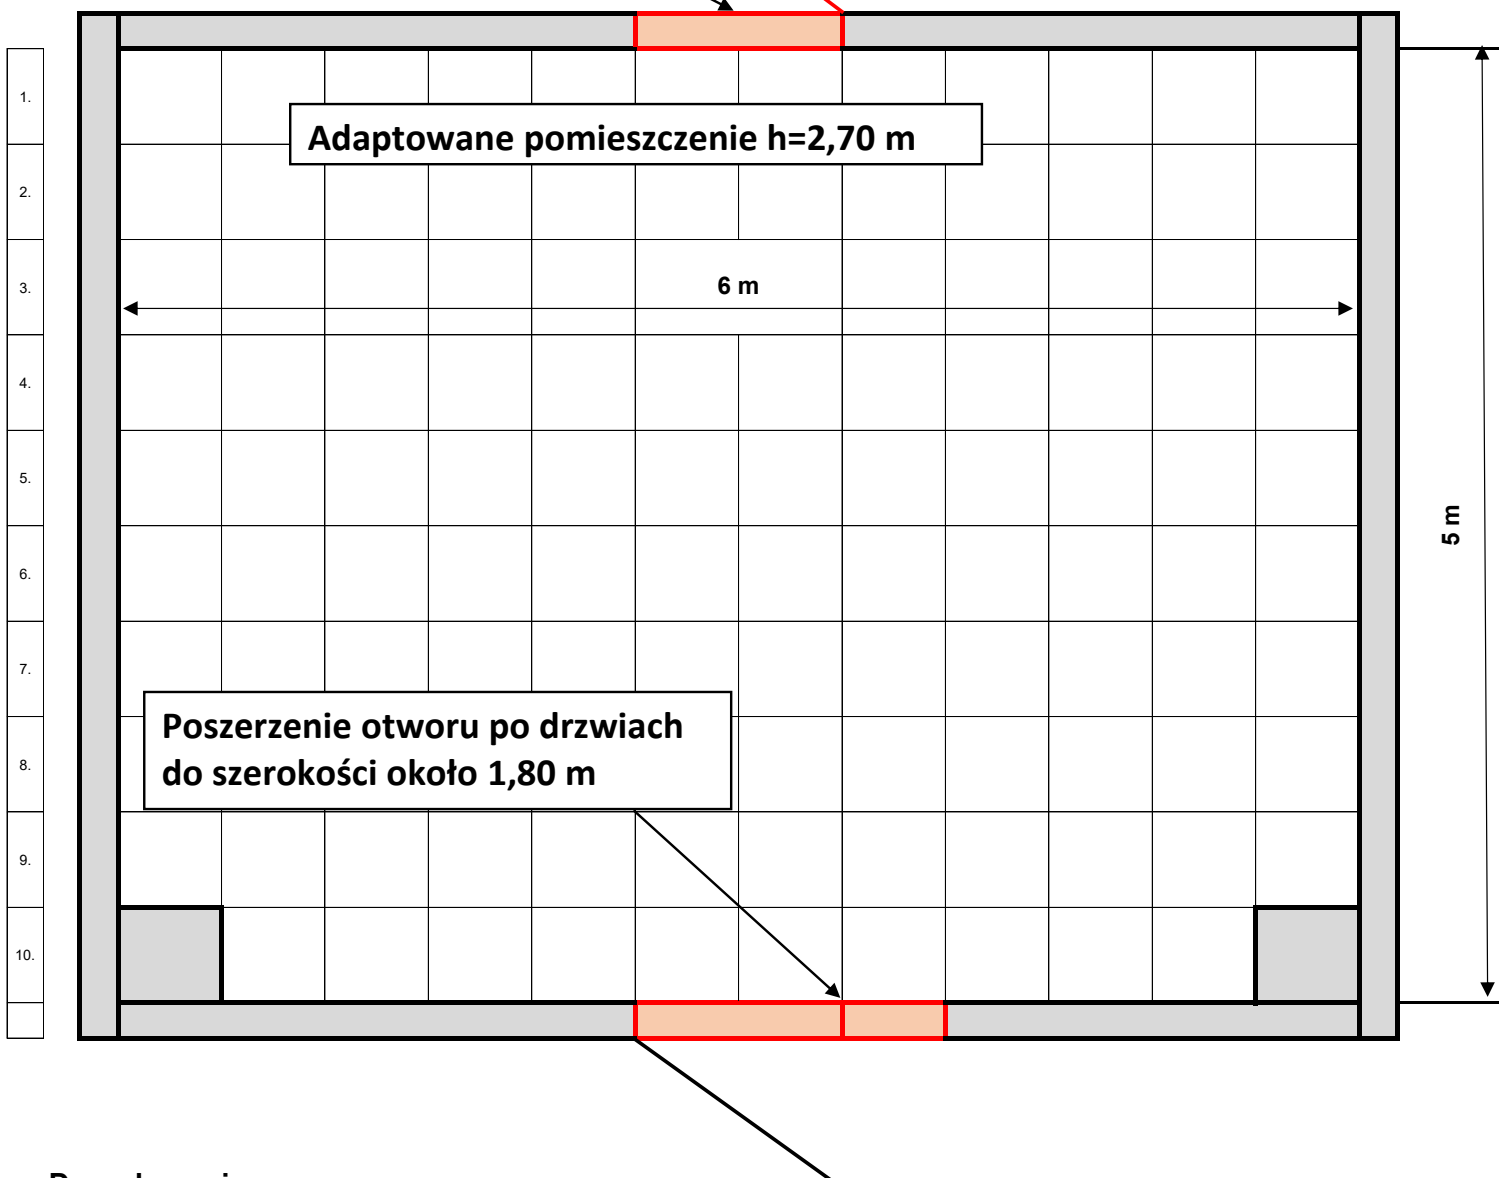 1.
Adaptowane pomieszczenie h=2,70 m
2.
3.
6 m
4.
5.
5 m
6.
7.
Poszerzenie otworu po drzwiach
do szerokości około 1,80 m
8.
9.
10.